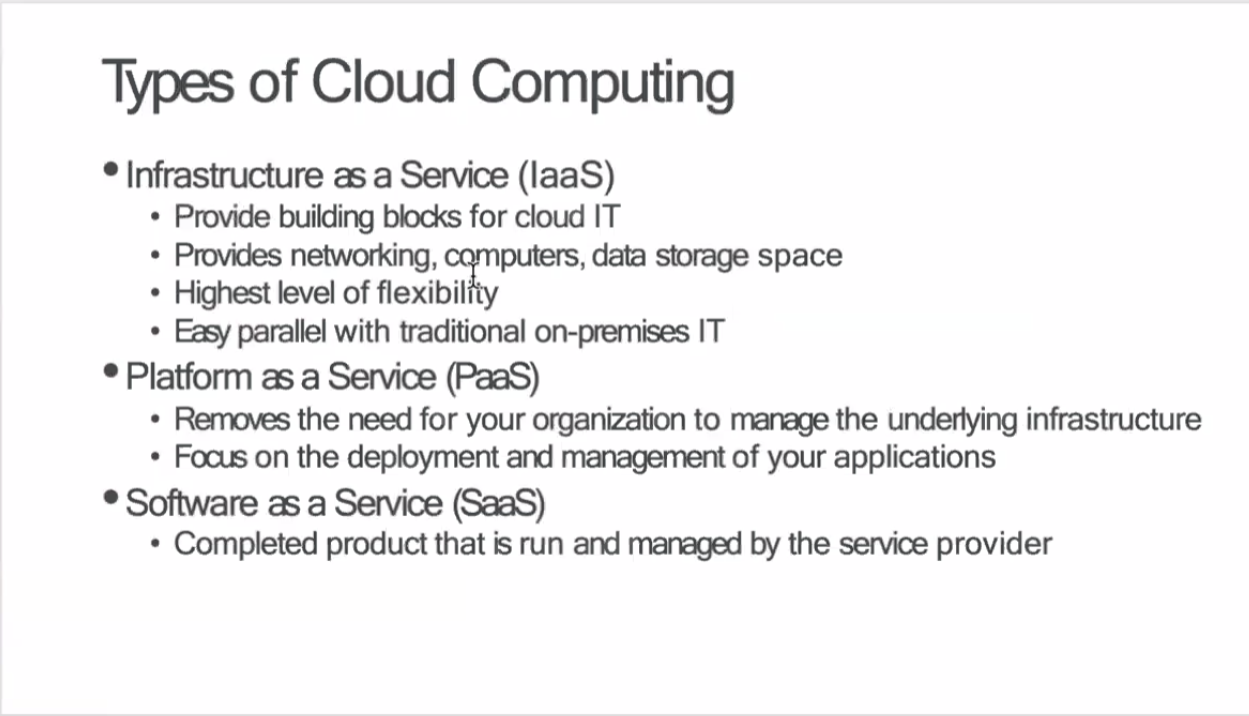 Types of Cloud Computing
• Infrastructure as a Service (IaaS)
• Provide building blocks for cloud IT
• Provides networking, computers, data storage space
• Highest level of flexibility
• Easy parallel with traditional on-premises IT
• Platform as a Service (PaaS)
• Removes the need for your organization to manage the underlying infrastructure
• Focus on the deployment and management of your applications
• Software as a Service (SaaS)
• Completed product that is run and managed by the service provider